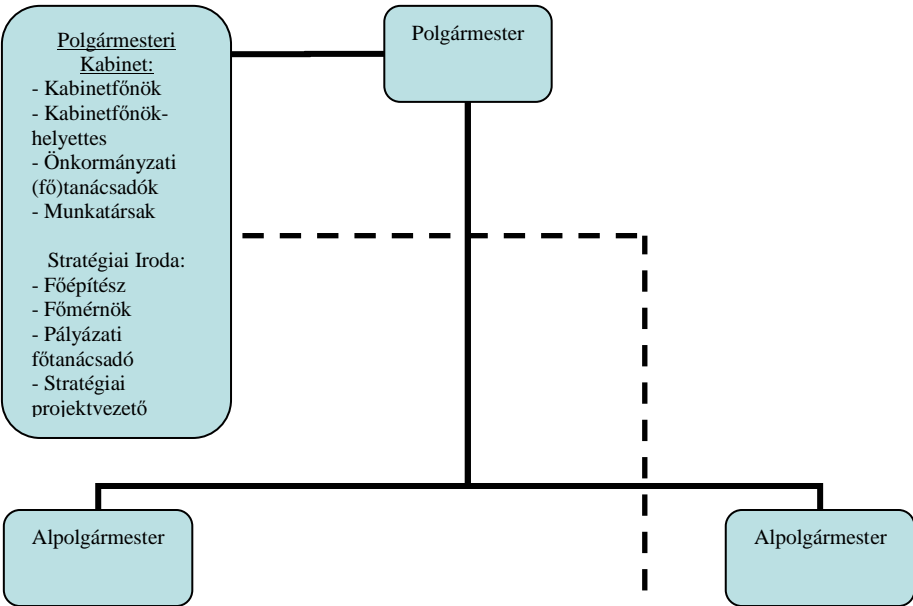 Polgármesteri
Kabinet:
- Kabinetfőnök
- Kabinetfőnök-
helyettes
- Önkormányzati
(fő)tanácsadók
- Munkatársak
Stratégiai Iroda:
- Főépítész
- Főmérnök
- Pályázati
főtanácsadó
- Stratégiai
projektvezető
Polgármester
Alpolgármester
Alpolgármester